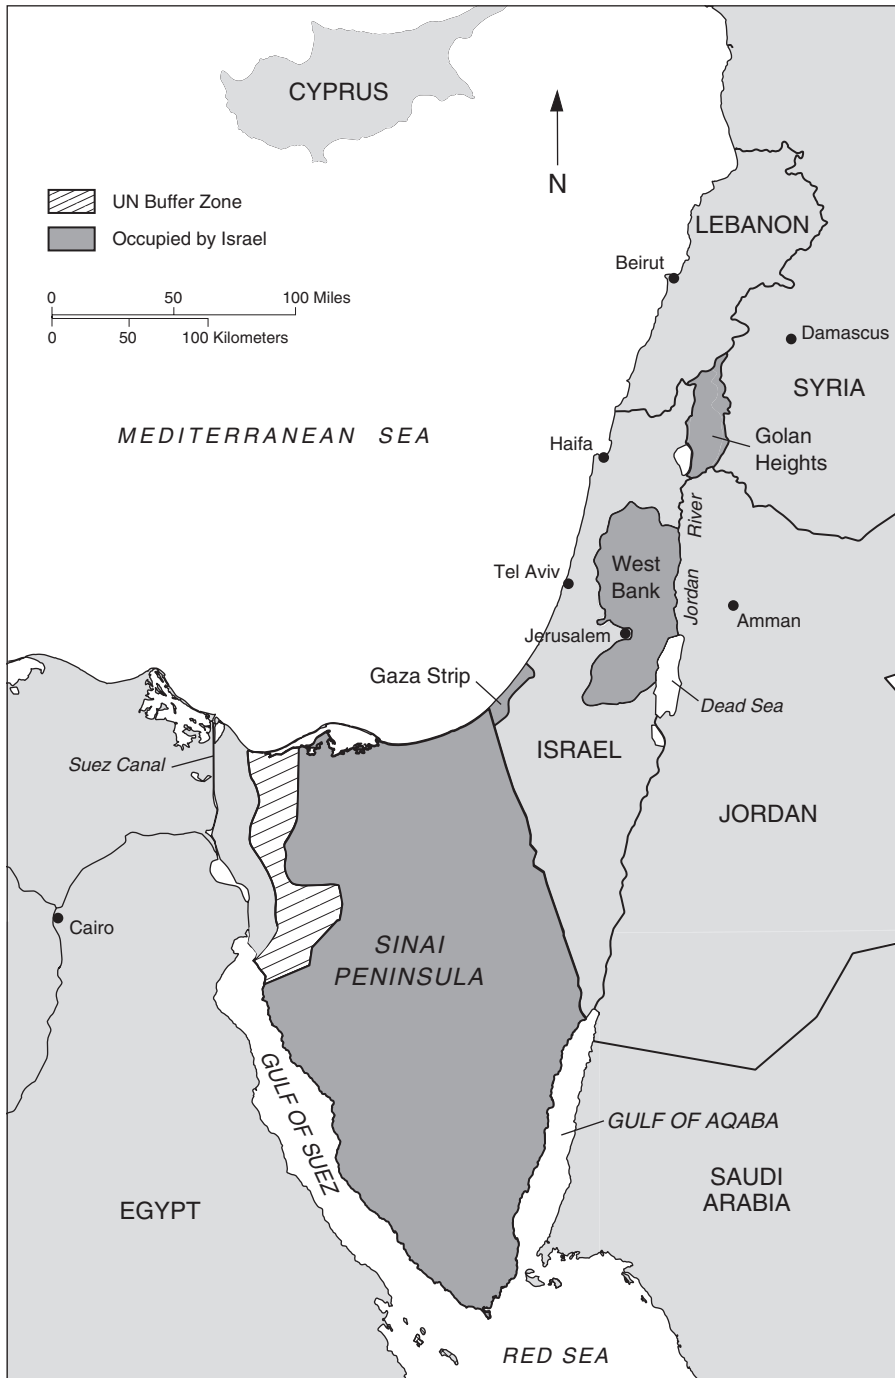 CYPRUS
N
UN Buffer Zone
Occupied by Israel
0 50 100 Miles
0 50 100 Kilometers
LEBANON
Beirut
Damascus
SYRIA
MEDITERRANEAN SEA
Haifa
Golan
Heights
Jordan River
Tel Aviv
West
Bank
Amman
Jerusalem
Gaza Strip
Dead Sea
Suez Canal
ISRAEL
JORDAN
Cairo
SINAI
PENINSULA
GULF OF SUEZ
GULF OF AQABA
EGYPT
SAUDI
ARABIA
RED SEA